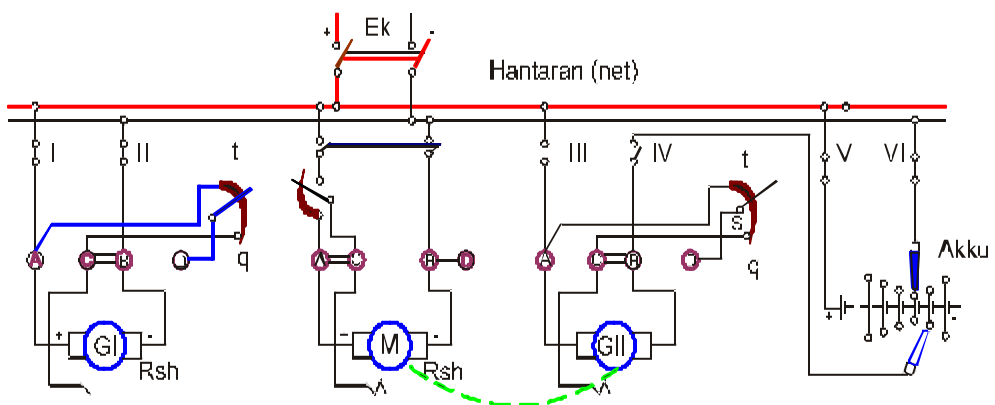 + Ek -
Hantaran (net)
I II t III IV t V VI
s
A C B q A C H D A q
Akku
+ -
+ GI - - M - GII
Rsh Rsh